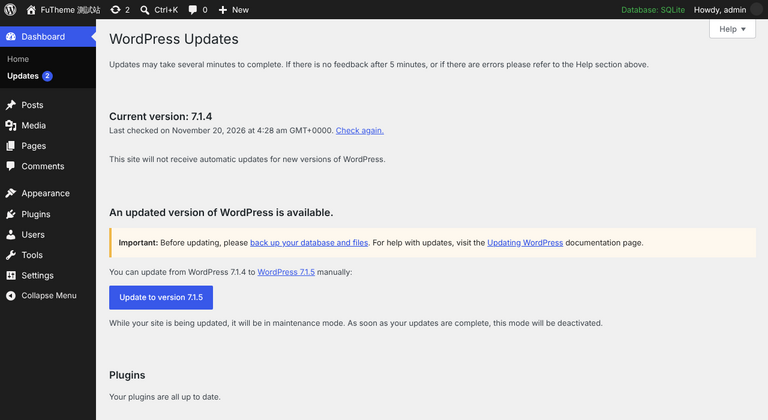 FuTheme 測試站
2
Ctrl+K
0
New
Database: SQLite
Howdy, admin
Dashboard
Home
Updates 2
Posts
Media
Pages
Comments
Appearance
Plugins
Users
Tools
Settings
Collapse Menu
Help
WordPress Updates
Updates may take several minutes to complete. If there is no feedback after 5 minutes, or if there are errors please refer to the Help section above.
Current version: 7.1.4
Last checked on November 20, 2026 at 4:28 am GMT+0000. Check again.
This site will not receive automatic updates for new versions of WordPress.
An updated version of WordPress is available.
Important: Before updating, please back up your database and files. For help with updates, visit the Updating WordPress documentation page.
You can update from WordPress 7.1.4 to WordPress 7.1.5 manually:
Update to version 7.1.5
While your site is being updated, it will be in maintenance mode. As soon as your updates are complete, this mode will be deactivated.
Plugins
Your plugins are all up to date.